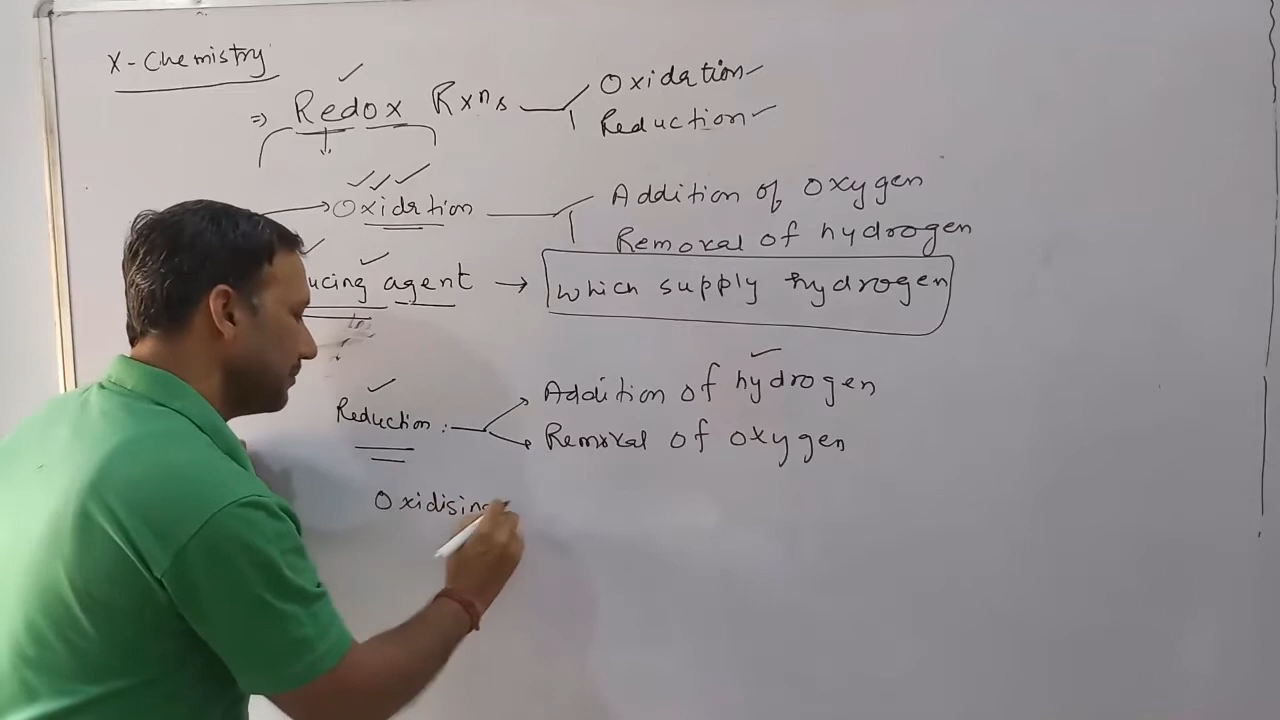 X-Chemistry
=> Redox Rxns
Oxidation
Reduction
Oxidation
Addition of Oxygen
Removal of hydrogen
ucing agent → which supply hydrogen
Reduction :
Addition of hydrogen
Removal of oxygen
Oxidising